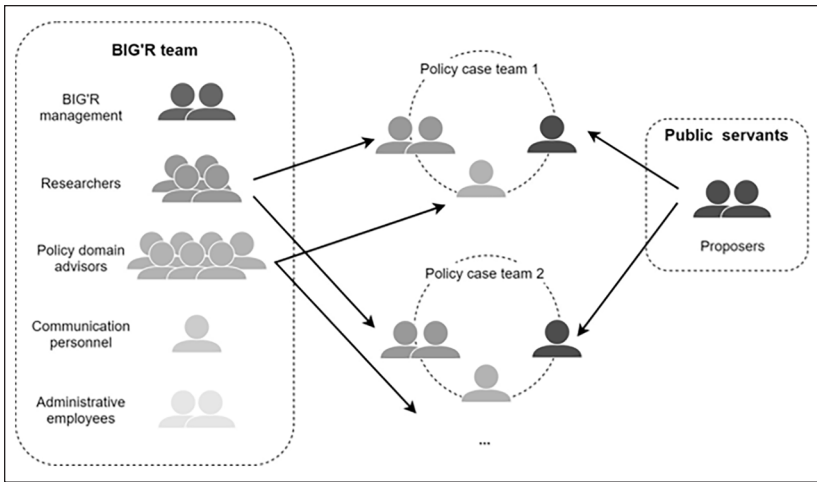 BIG'R team
BIG'R
management
Researchers
Policy domain
advisors
Communication
personnel
Administrative
employees
Policy case team 1
Policy case team 2
...
Public servants
Proposers